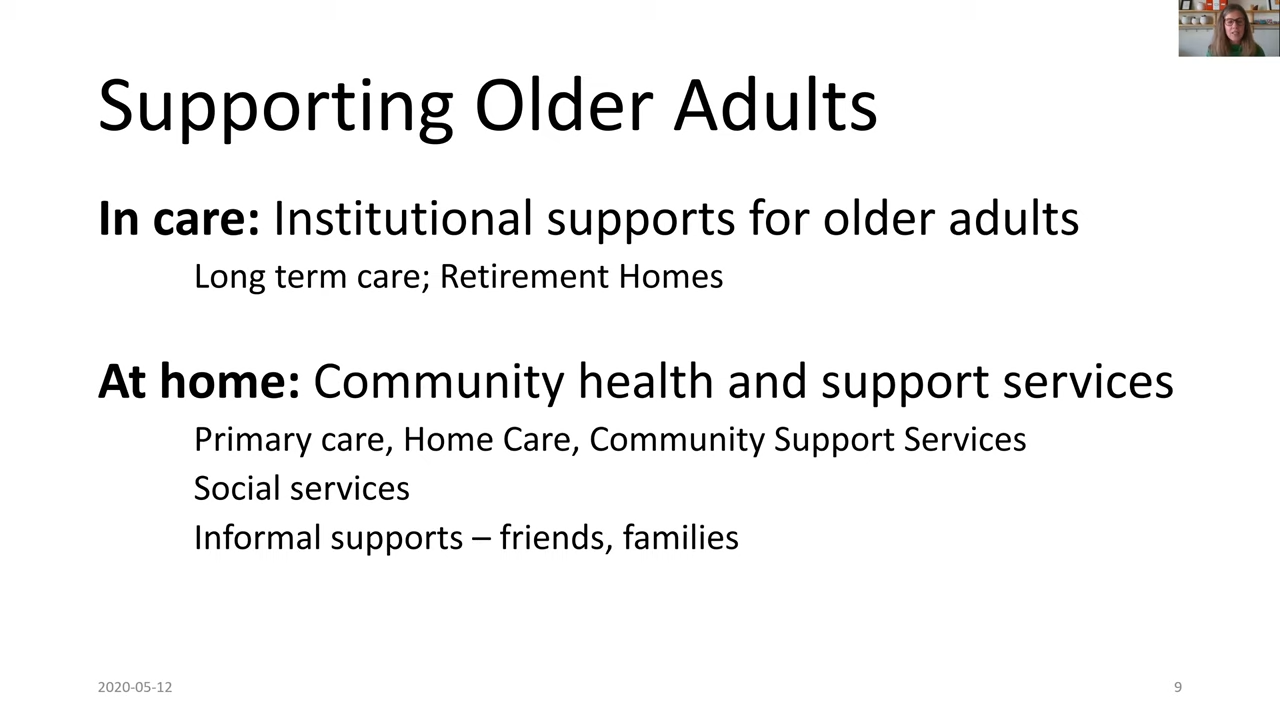 Supporting Older Adults
In care: Institutional supports for older adults
Long term care; Retirement Homes
At home: Community health and support services
Primary care, Home Care, Community Support Services
Social services
Informal supports – friends, families
2020-05-12
9